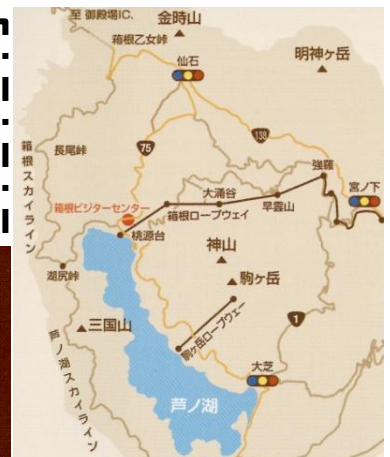 至 御殿場IC.
金時山
箱根乙女峠
明神ヶ岳
仙石
138
75
長尾峠
箱根スカイライン
強羅
宮ノ下
大涌谷
早雲山
箱根ロープウェイ
箱根ビジターセンター
桃源台
神山
駒ヶ岳
湖尻峠
三国山
駒ヶ岳ロープウェー
1
大芝
芦ノ湖
芦ノ湖スカイライン